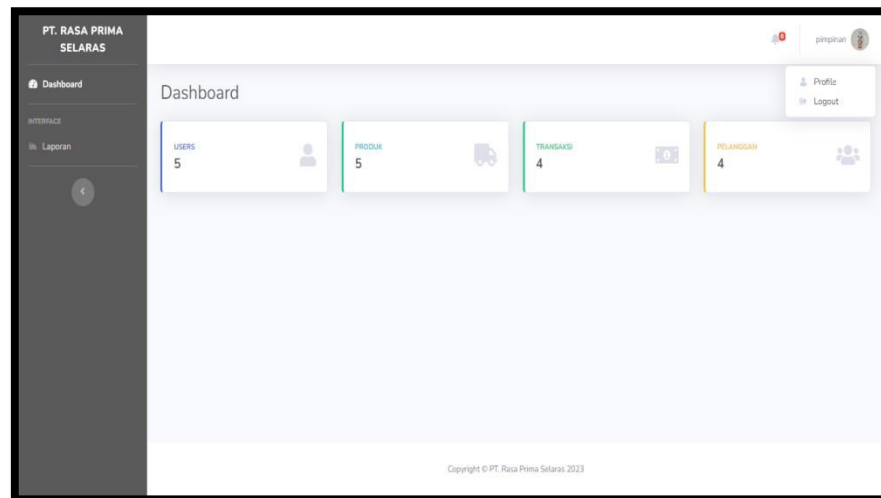 PT. RASA PRIMA
SELARAS
0
pimpinan
Profile
Logout
Dashboard
INTERFACE
Laporan
Dashboard
USERS
5
PRODUK
5
TRANSAKSI
4
PELANGGAN
4
Copyright © PT. Rasa Prima Selaras 2023